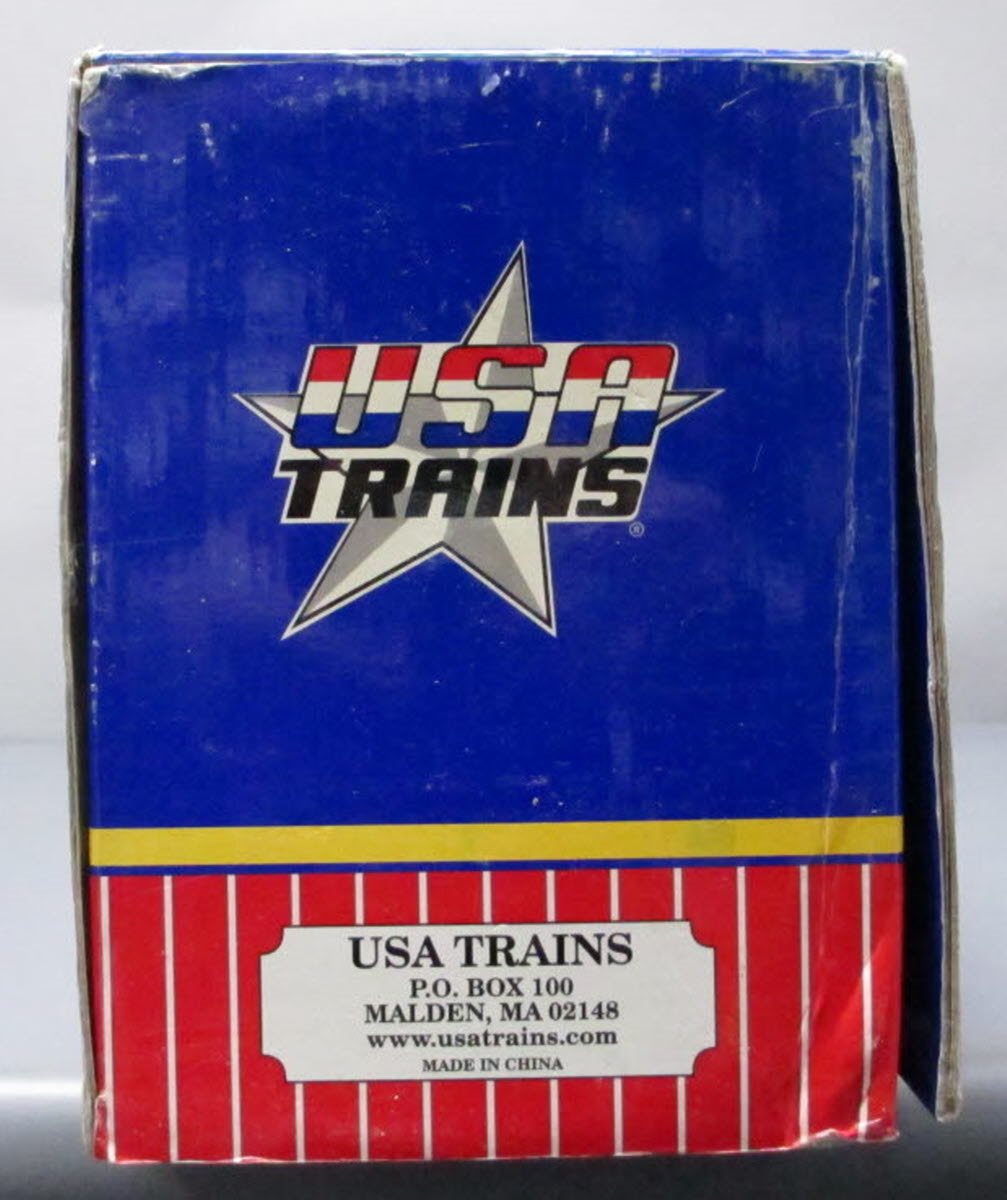 USA
TRAINS
®
USA TRAINS
P.O. BOX 100
MALDEN, MA 02148
www.usatrains.com
MADE IN CHINA